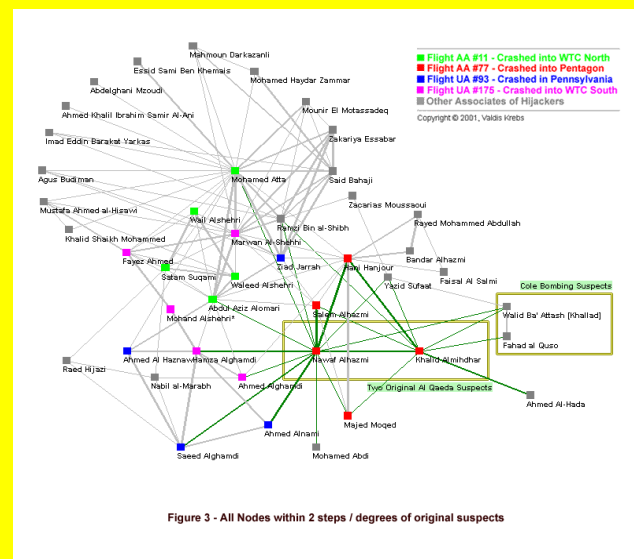 Mahmoun Darkazanli
Essid Sami Ben Khemais
Mohamed Haydar Zammar
Abdelghani Mzoudi
Flight AA #11 - Crashed into WTC North
Flight AA #77 - Crashed into Pentagon
Flight UA #93 - Crashed in Pennsylvania
Flight UA #175 - Crashed into WTC South
Other Associates of Hijackers
Copyright © 2001, Valdis Krebs
Ahmed Khalil Ibrahim Samir Al-Ani
Mounir El Motassadeq
Imad Eddin Barakat Yarkas
Zakariya Essabar
Agus Budiman
Mohamed Atta
Said Bahaji
Mustafa Ahmed al-Hisawi
Zacarias Moussaoui
Wail Alshehri
Ramzi Bin al-Shibh
Rayed Mohammed Abdullah
Khalid Shaikh Mohammed
Marwan Al-Shehhi
Fayez Ahmed
Ziad Jarrah
Hani Hanjour
Bandar Alhazmi
Satam Suqami
Waleed Alshehri
Yazid Sufaat
Faisal Al Salmi
Cole Bombing Suspects
Abdul Aziz Alomari
Salem Alhazmi
Walid Ba' Attash [Khallad]
Mohand Alshehri*
Fahad al Quso
Raed Hijazi
Ahmed Al Haznawi
Hamza Alghamdi
Nawaf Alhazmi
Khalid Almihdhar
Nabil al-Marabh
Ahmed Alghamdi
Two Original Al Qaeda Suspects
Ahmed Al-Hada
Majed Moqed
Ahmed Alnami
Saeed Alghamdi
Mohamed Abdi
Figure 3 - All Nodes within 2 steps / degrees of original suspects